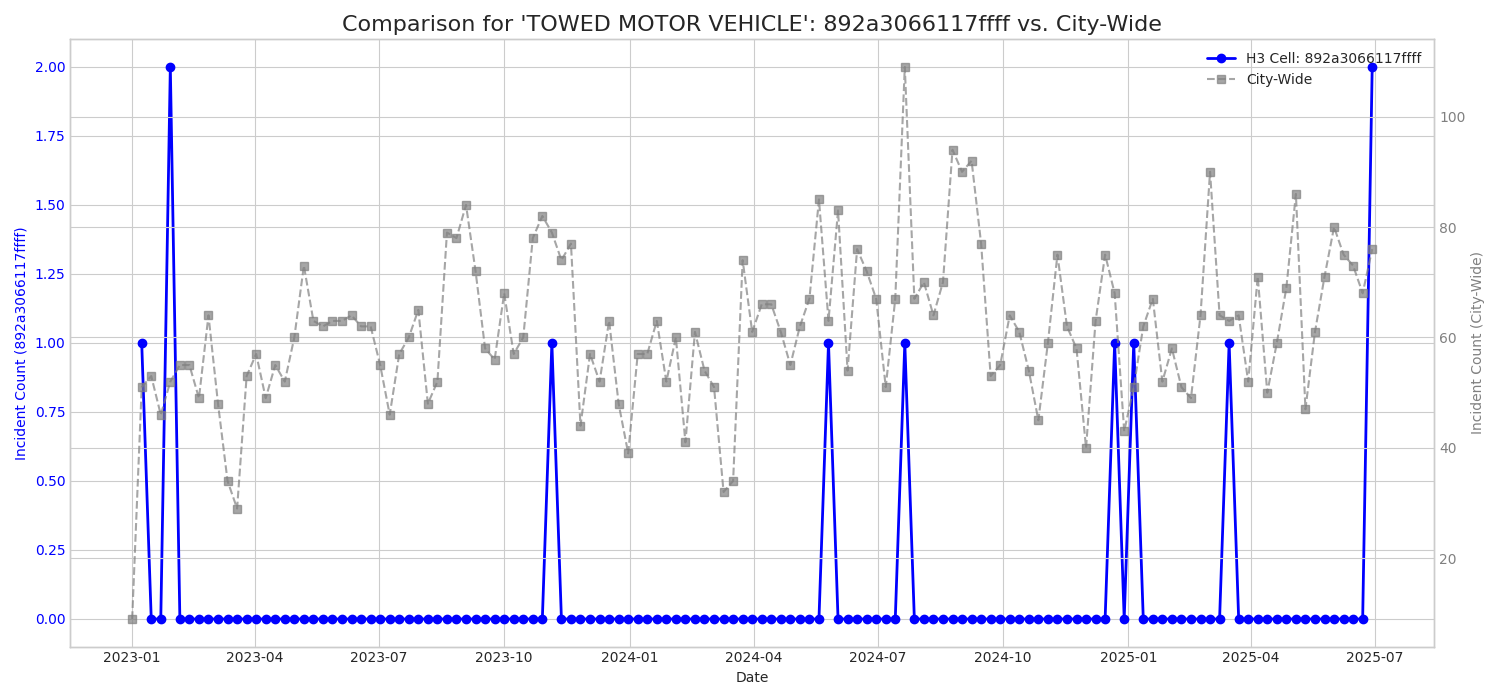 Comparison for 'TOWED MOTOR VEHICLE': 892a3066117ffff vs. City-Wide
H3 Cell: 892a3066117ffff
City-Wide
Incident Count (892a3066117ffff)
2.00
1.75
1.50
1.25
1.00
0.75
0.50
0.25
0.00
100
80
60
40
20
Incident Count (City-Wide)
2023-01 2023-04 2023-07 2023-10 2024-01 2024-04 2024-07 2024-10 2025-01 2025-04 2025-07
Date